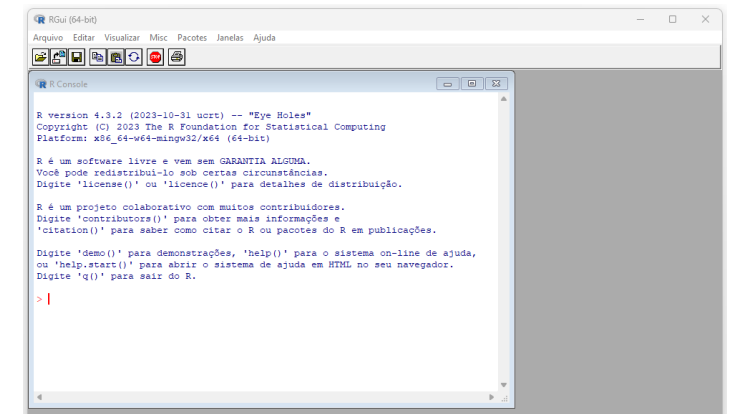 RGui (64-bit)
Arquivo Editar Visualizar Misc Pacotes Janelas Ajuda
STOP
R Console
R version 4.3.2 (2023-10-31 ucrt) -- "Eye Holes"
Copyright (C) 2023 The R Foundation for Statistical Computing
Platform: x86_64-w64-mingw32/x64 (64-bit)
R é um software livre e vem sem GARANTIA ALGUMA.
Você pode redistribuí-lo sob certas circunstâncias.
Digite 'license()' ou 'licence()' para detalhes de distribuição.
R é um projeto colaborativo com muitos contribuidores.
Digite 'contributors()' para obter mais informações e
'citation()' para saber como citar o R ou pacotes do R em publicações.
Digite 'demo()' para demonstrações, 'help()' para o sistema on-line de ajuda,
ou 'help.start()' para abrir o sistema de ajuda em HTML no seu navegador.
Digite 'q()' para sair do R.
>